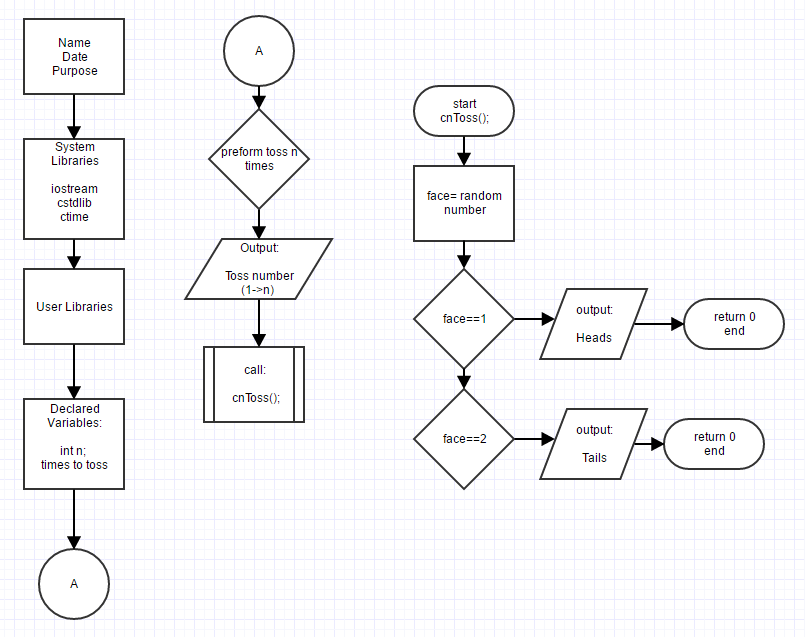 Name
Date
Purpose
System
Libraries
iostream
cstdlib
ctime
User Libraries
Declared
Variables:
int n;
times to toss
A
A
preform toss n
times
Output:
Toss number
(1->n)
call:
cnToss();
start
cnToss();
face= random
number
face==1
output:
Heads
return 0
end
face==2
output:
Tails
return 0
end